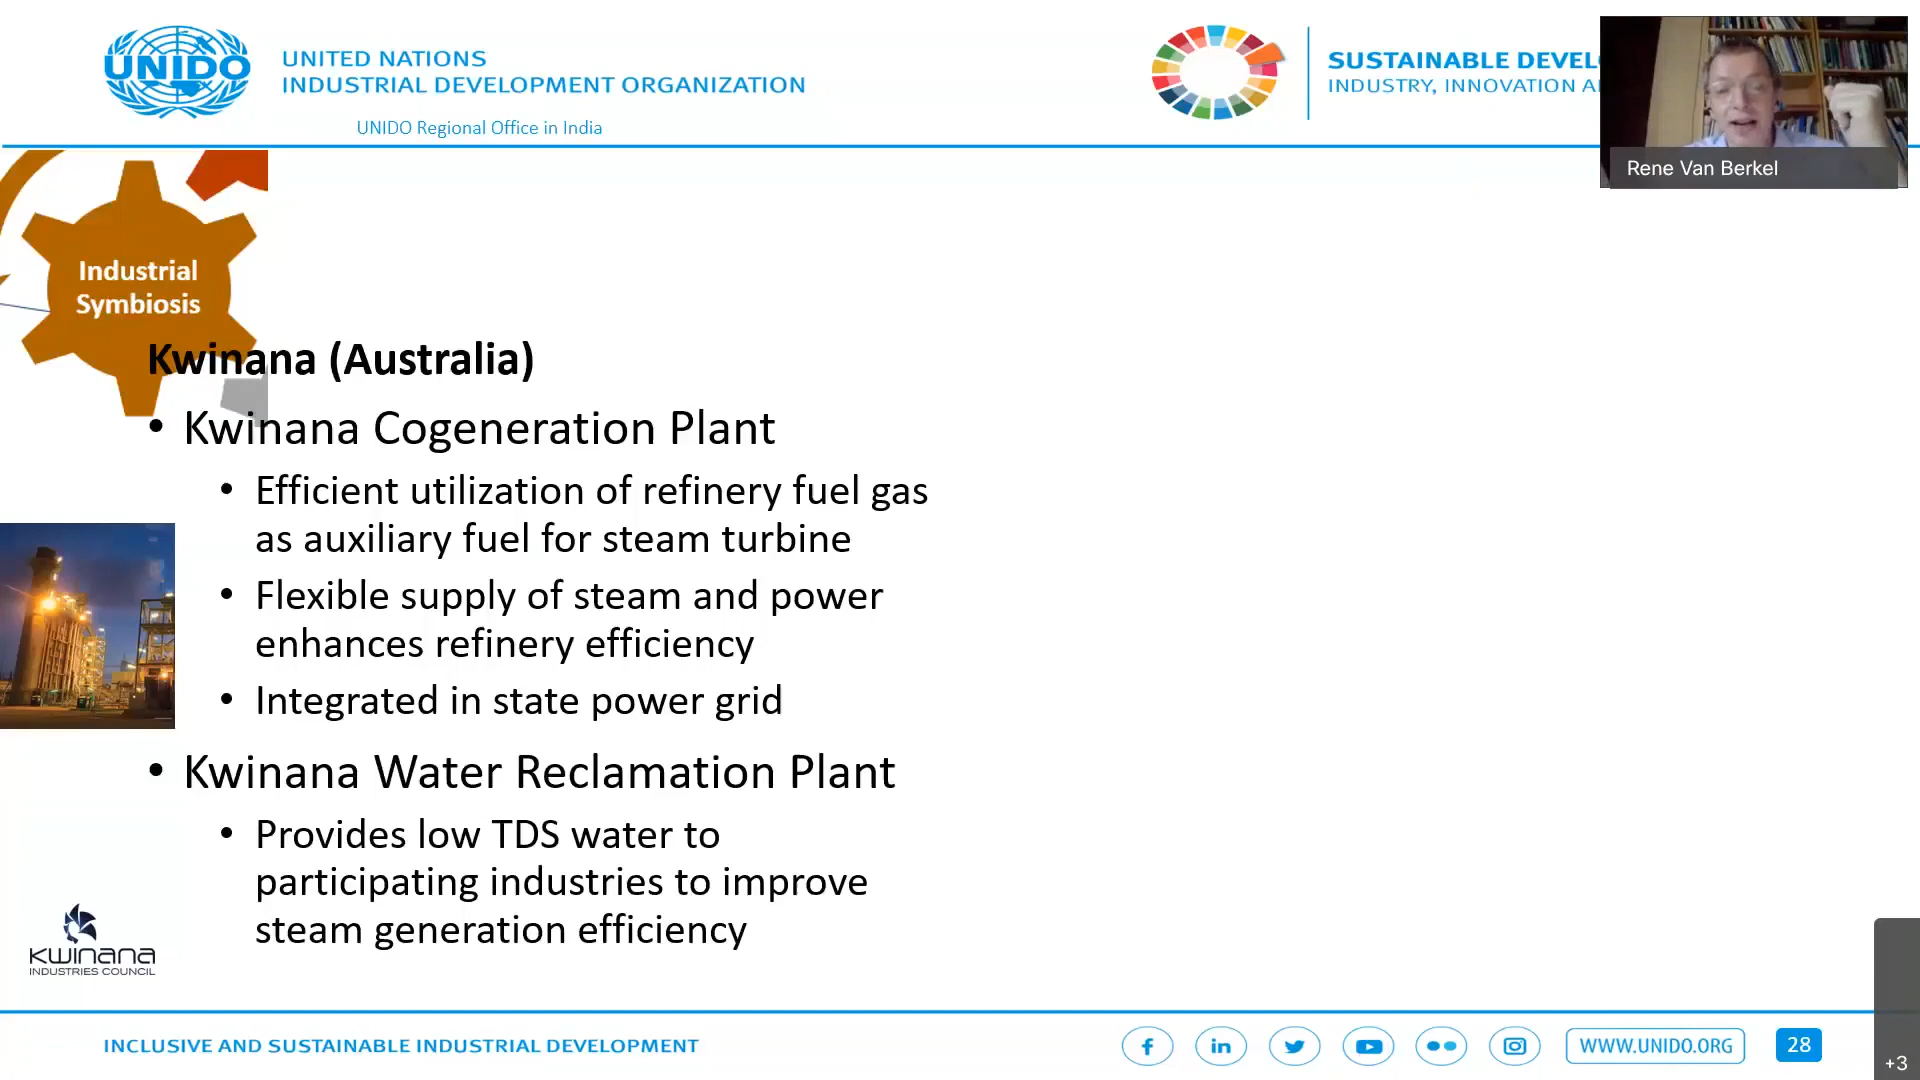 UNIDO
UNITED NATIONS
INDUSTRIAL DEVELOPMENT ORGANIZATION
UNIDO Regional Office in India
SUSTAINABLE DEVEL
INDUSTRY, INNOVATION A
Rene Van Berkel
Industrial
Symbiosis
Kwinana (Australia)
• Kwinana Cogeneration Plant
• Efficient utilization of refinery fuel gas
as auxiliary fuel for steam turbine
• Flexible supply of steam and power
enhances refinery efficiency
• Integrated in state power grid
• Kwinana Water Reclamation Plant
• Provides low TDS water to
participating industries to improve
steam generation efficiency
kwinana
INDUSTRIES COUNCIL
INCLUSIVE AND SUSTAINABLE INDUSTRIAL DEVELOPMENT
f
in
WWW.UNIDO.ORG
28
+3